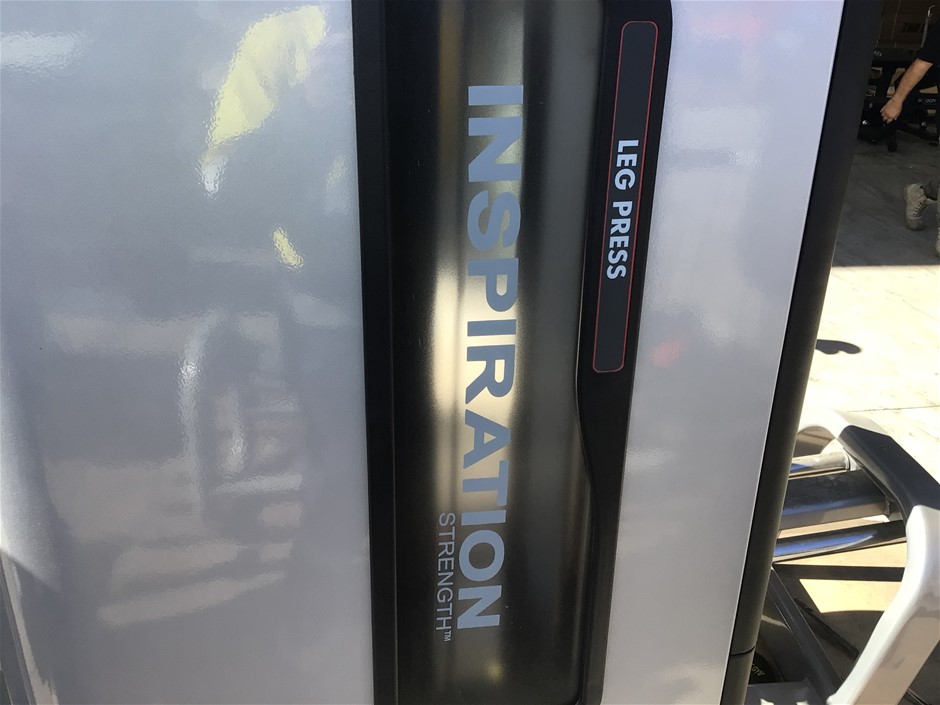 INSPIRATION
STRENGTH™
LEG PRESS